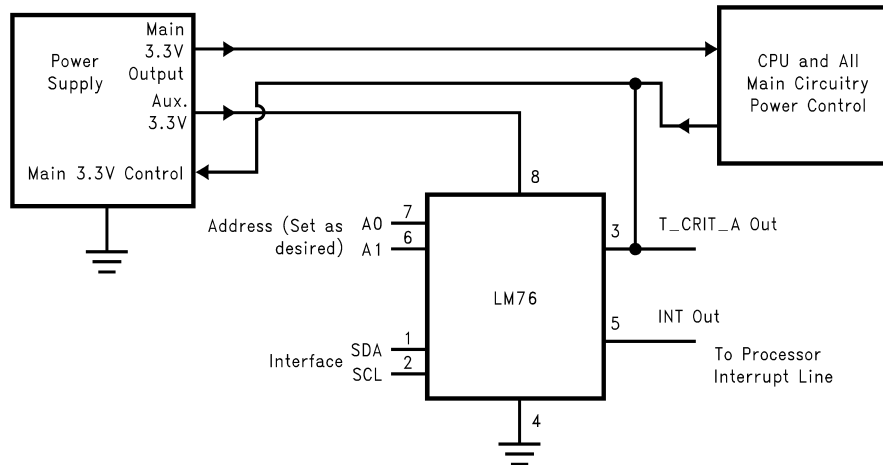 Main
3.3V
Output
Power
Supply
Aux.
3.3V
Main 3.3V Control
CPU and All
Main Circuitry
Power Control
8
Address (Set as
desired)
A0
7
A1
6
3
T_CRIT_A Out
LM76
5
INT Out
To Processor
Interrupt Line
Interface
SDA
1
SCL
2
4